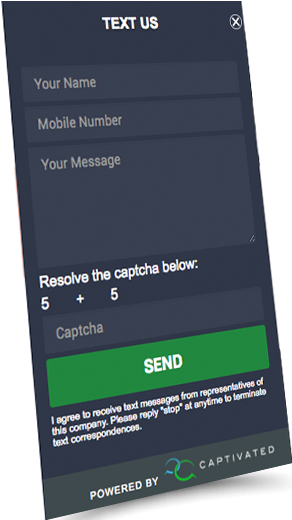 TEXT US
Your Name
Mobile Number
Your Message
Resolve the captcha below:
5 + 5
Captcha
SEND
I agree to receive text messages from representatives of
this company. Please reply "stop" at anytime to terminate
text correspondences.
POWERED BY CAPTIVATED